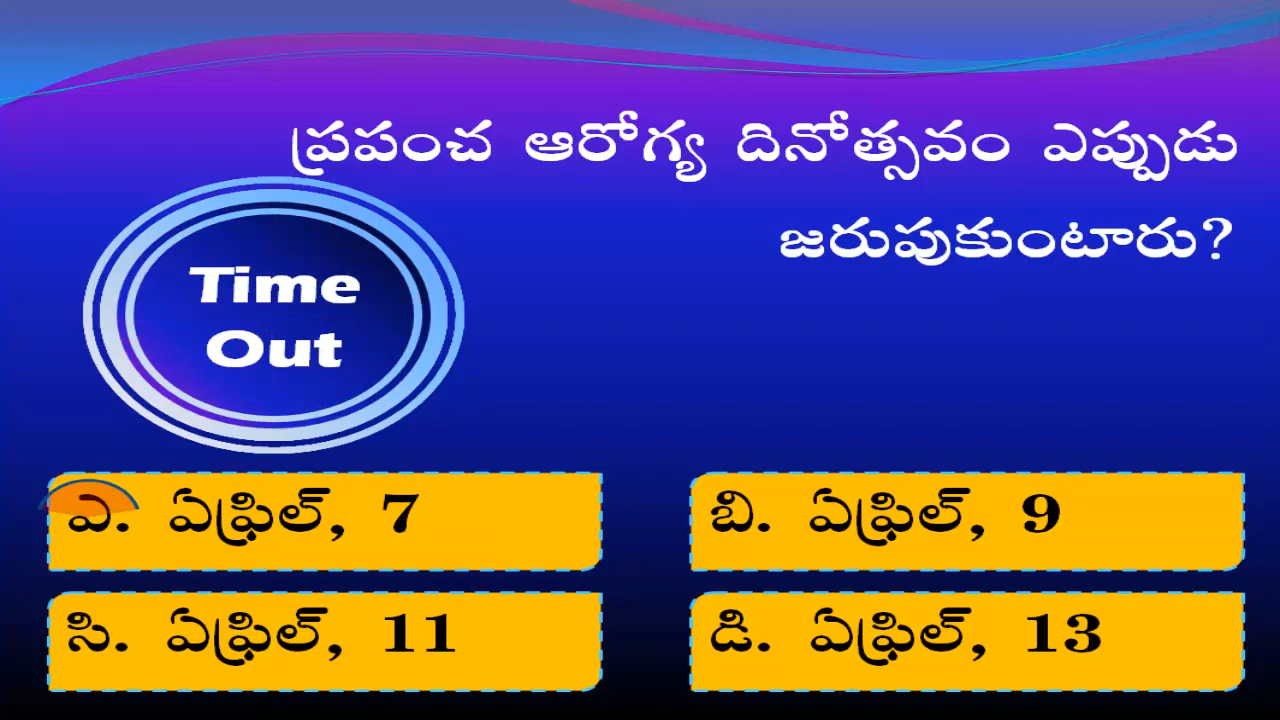 ప్రపంచ ఆరోగ్య దినోత్సవం ఎప్పుడు
జరుపుకుంటారు?
Time
Out
ఎ. ఏప్రిల్, 7
బి. ఏప్రిల్, 9
సి. ఏప్రిల్, 11
డి. ఏప్రిల్, 13